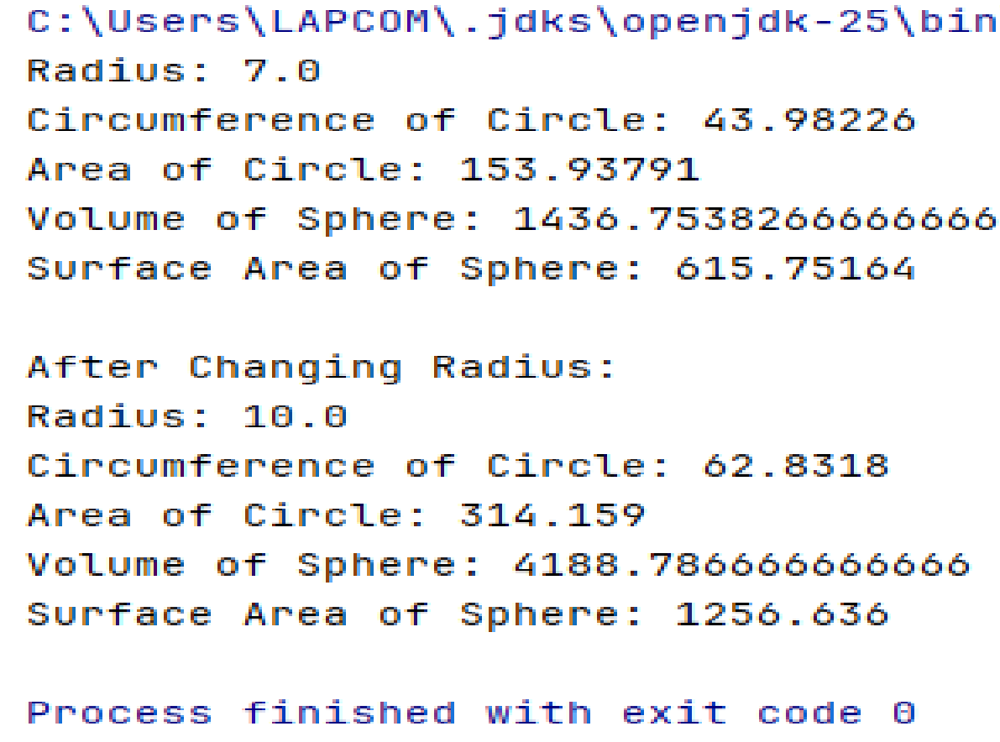 C:\Users\LAPCOM\.jdks\openjdk-25\bin
Radius: 7.0
Circumference of Circle: 43.98226
Area of Circle: 153.93791
Volume of Sphere: 1436.7538266666666
Surface Area of Sphere: 615.75164
After Changing Radius:
Radius: 10.0
Circumference of Circle: 62.8318
Area of Circle: 314.159
Volume of Sphere: 4188.786666666666
Surface Area of Sphere: 1256.636
Process finished with exit code 0